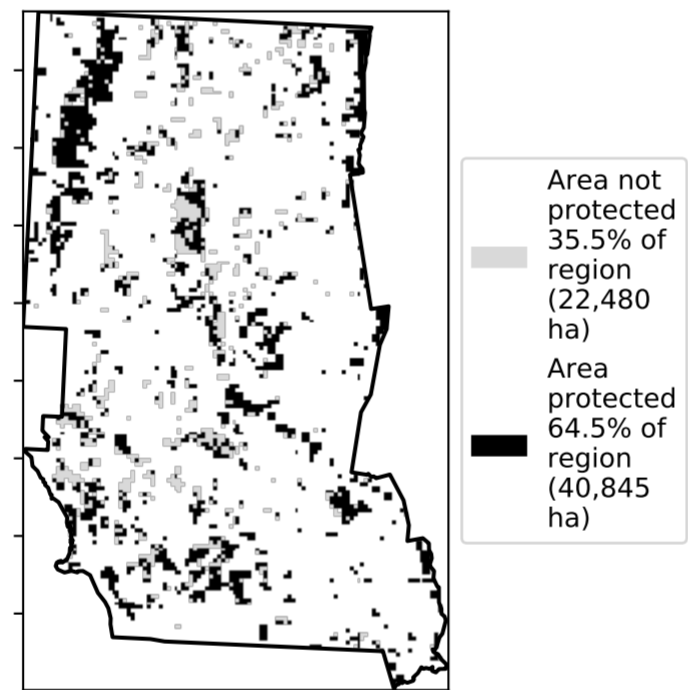 Area not
protected
35.5% of
region
(22,480
ha)
Area
protected
64.5% of
region
(40,845
ha)